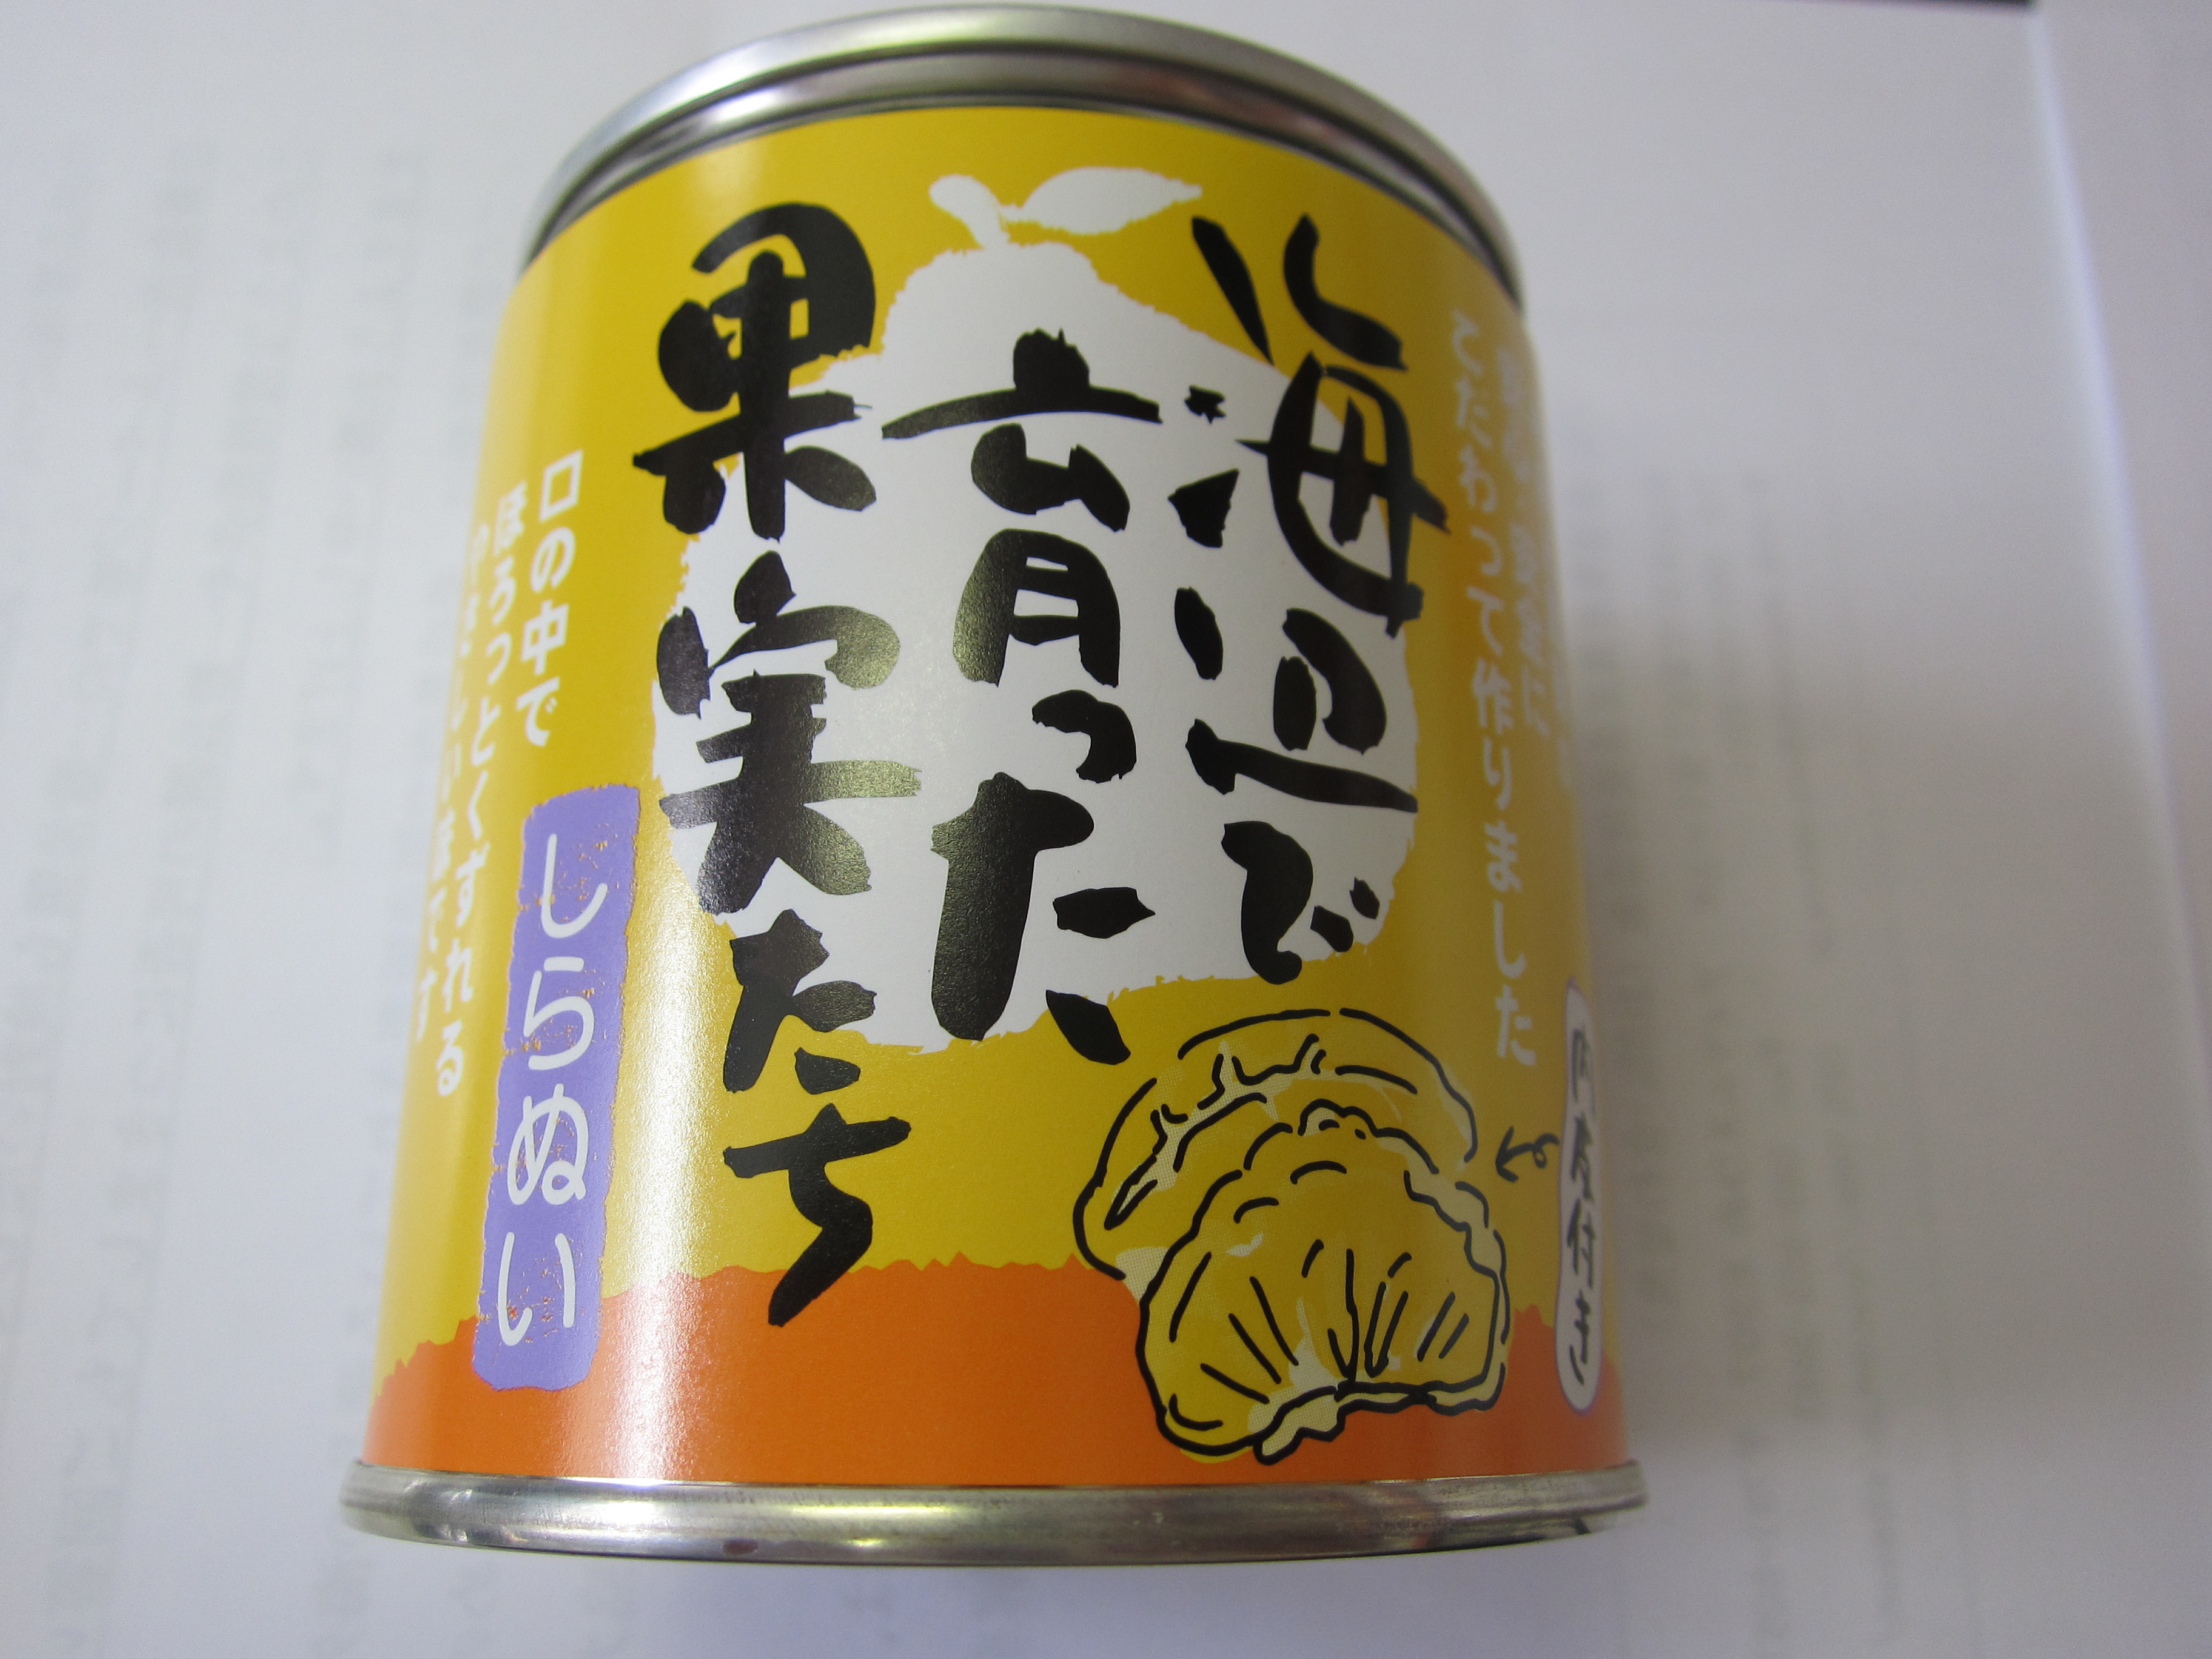 こだわって作りました
内皮付き
海辺で
育った
果実たち
しらぬい
口の中で
ほろっとくずれる